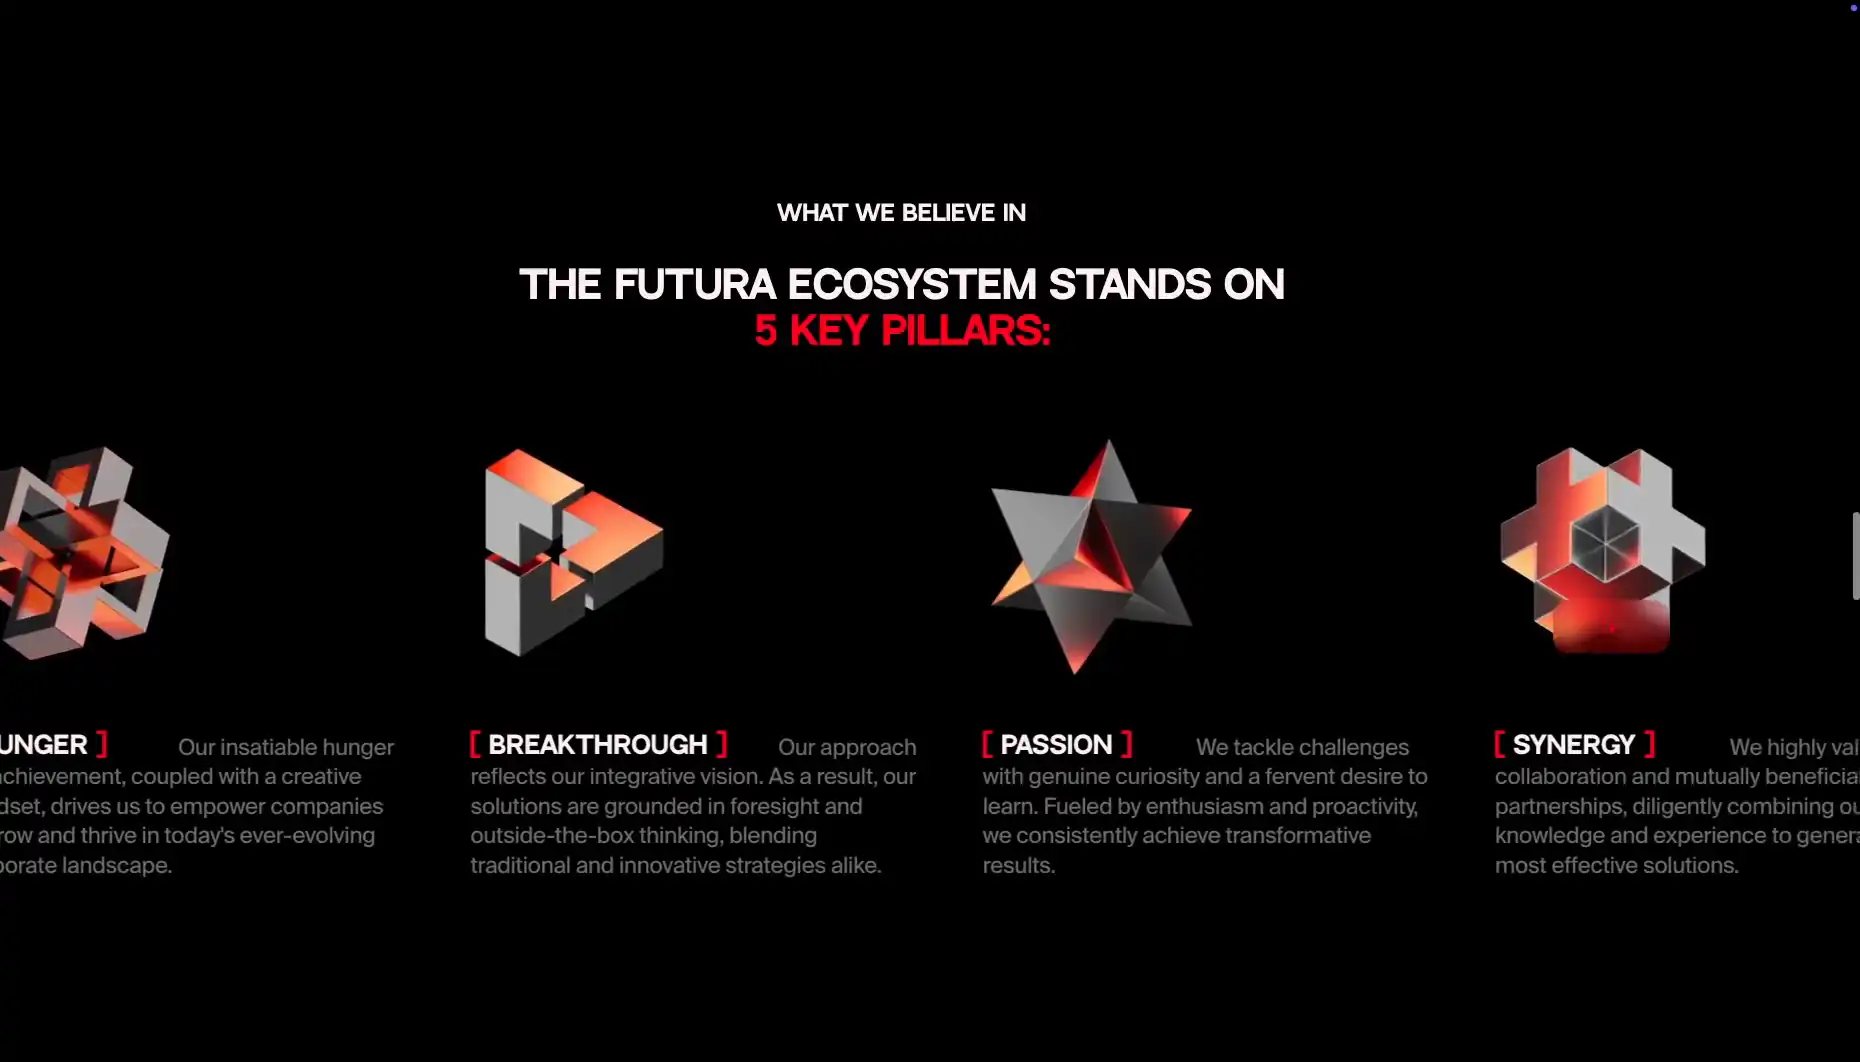 WHAT WE BELIEVE IN
THE FUTURA ECOSYSTEM STANDS ON
5 KEY PILLARS:
UNGER ] Our insatiable hunger
achievement, coupled with a creative
dset, drives us to empower companies
row and thrive in today's ever-evolving
porate landscape.
[ BREAKTHROUGH ] Our approach
reflects our integrative vision. As a result, our
solutions are grounded in foresight and
outside-the-box thinking, blending
traditional and innovative strategies alike.
[ PASSION ] We tackle challenges
with genuine curiosity and a fervent desire to
learn. Fueled by enthusiasm and proactivity,
we consistently achieve transformative
results.
[ SYNERGY ] We highly val
collaboration and mutually beneficia
partnerships, diligently combining ou
knowledge and experience to genera
most effective solutions.